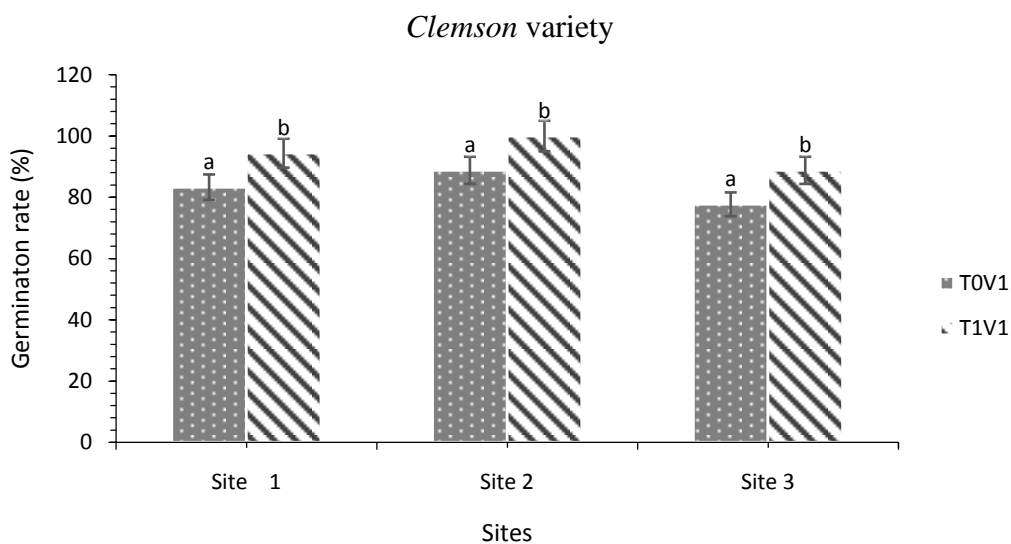 Clemson variety
120
100
80
60
40
20
0
Germinaton rate (%)
a
b
a
b
a
b
T0V1
T1V1
Site 1
Site 2
Site 3
Sites